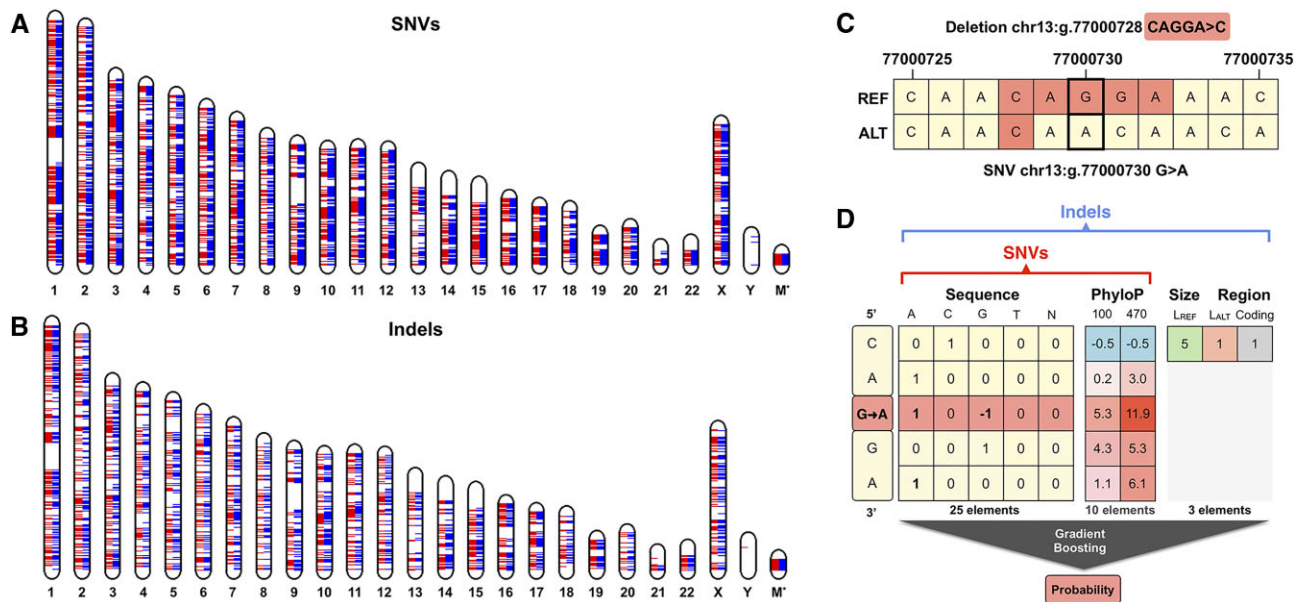 A
SNVs
1 2 3 4 5 6 7 8 9 10 11 12 13 14 15 16 17 18 19 20 21 22 X Y M*
B
Indels
1 2 3 4 5 6 7 8 9 10 11 12 13 14 15 16 17 18 19 20 21 22 X Y M*
C
Deletion chr13:g.77000728 CAGGA>C
77000725 77000730 77000735
REF C A A C A G G A A A C
ALT C A A C A A C A A C A
SNV chr13:g.77000730 G>A
D
Indels
SNVs
Sequence PhyloP Size Region
5' A C G T N 100 470 LREF LALT Coding
C 0 1 0 0 0 -0.5 -0.5 5 1 1
A 1 0 0 0 0 0.2 3.0
G→A 1 0 -1 0 0 5.3 11.9
G 0 0 1 0 0 4.3 5.3
A 1 0 0 0 0 1.1 6.1
3' 25 elements 10 elements 3 elements
Gradient
Boosting
Probability